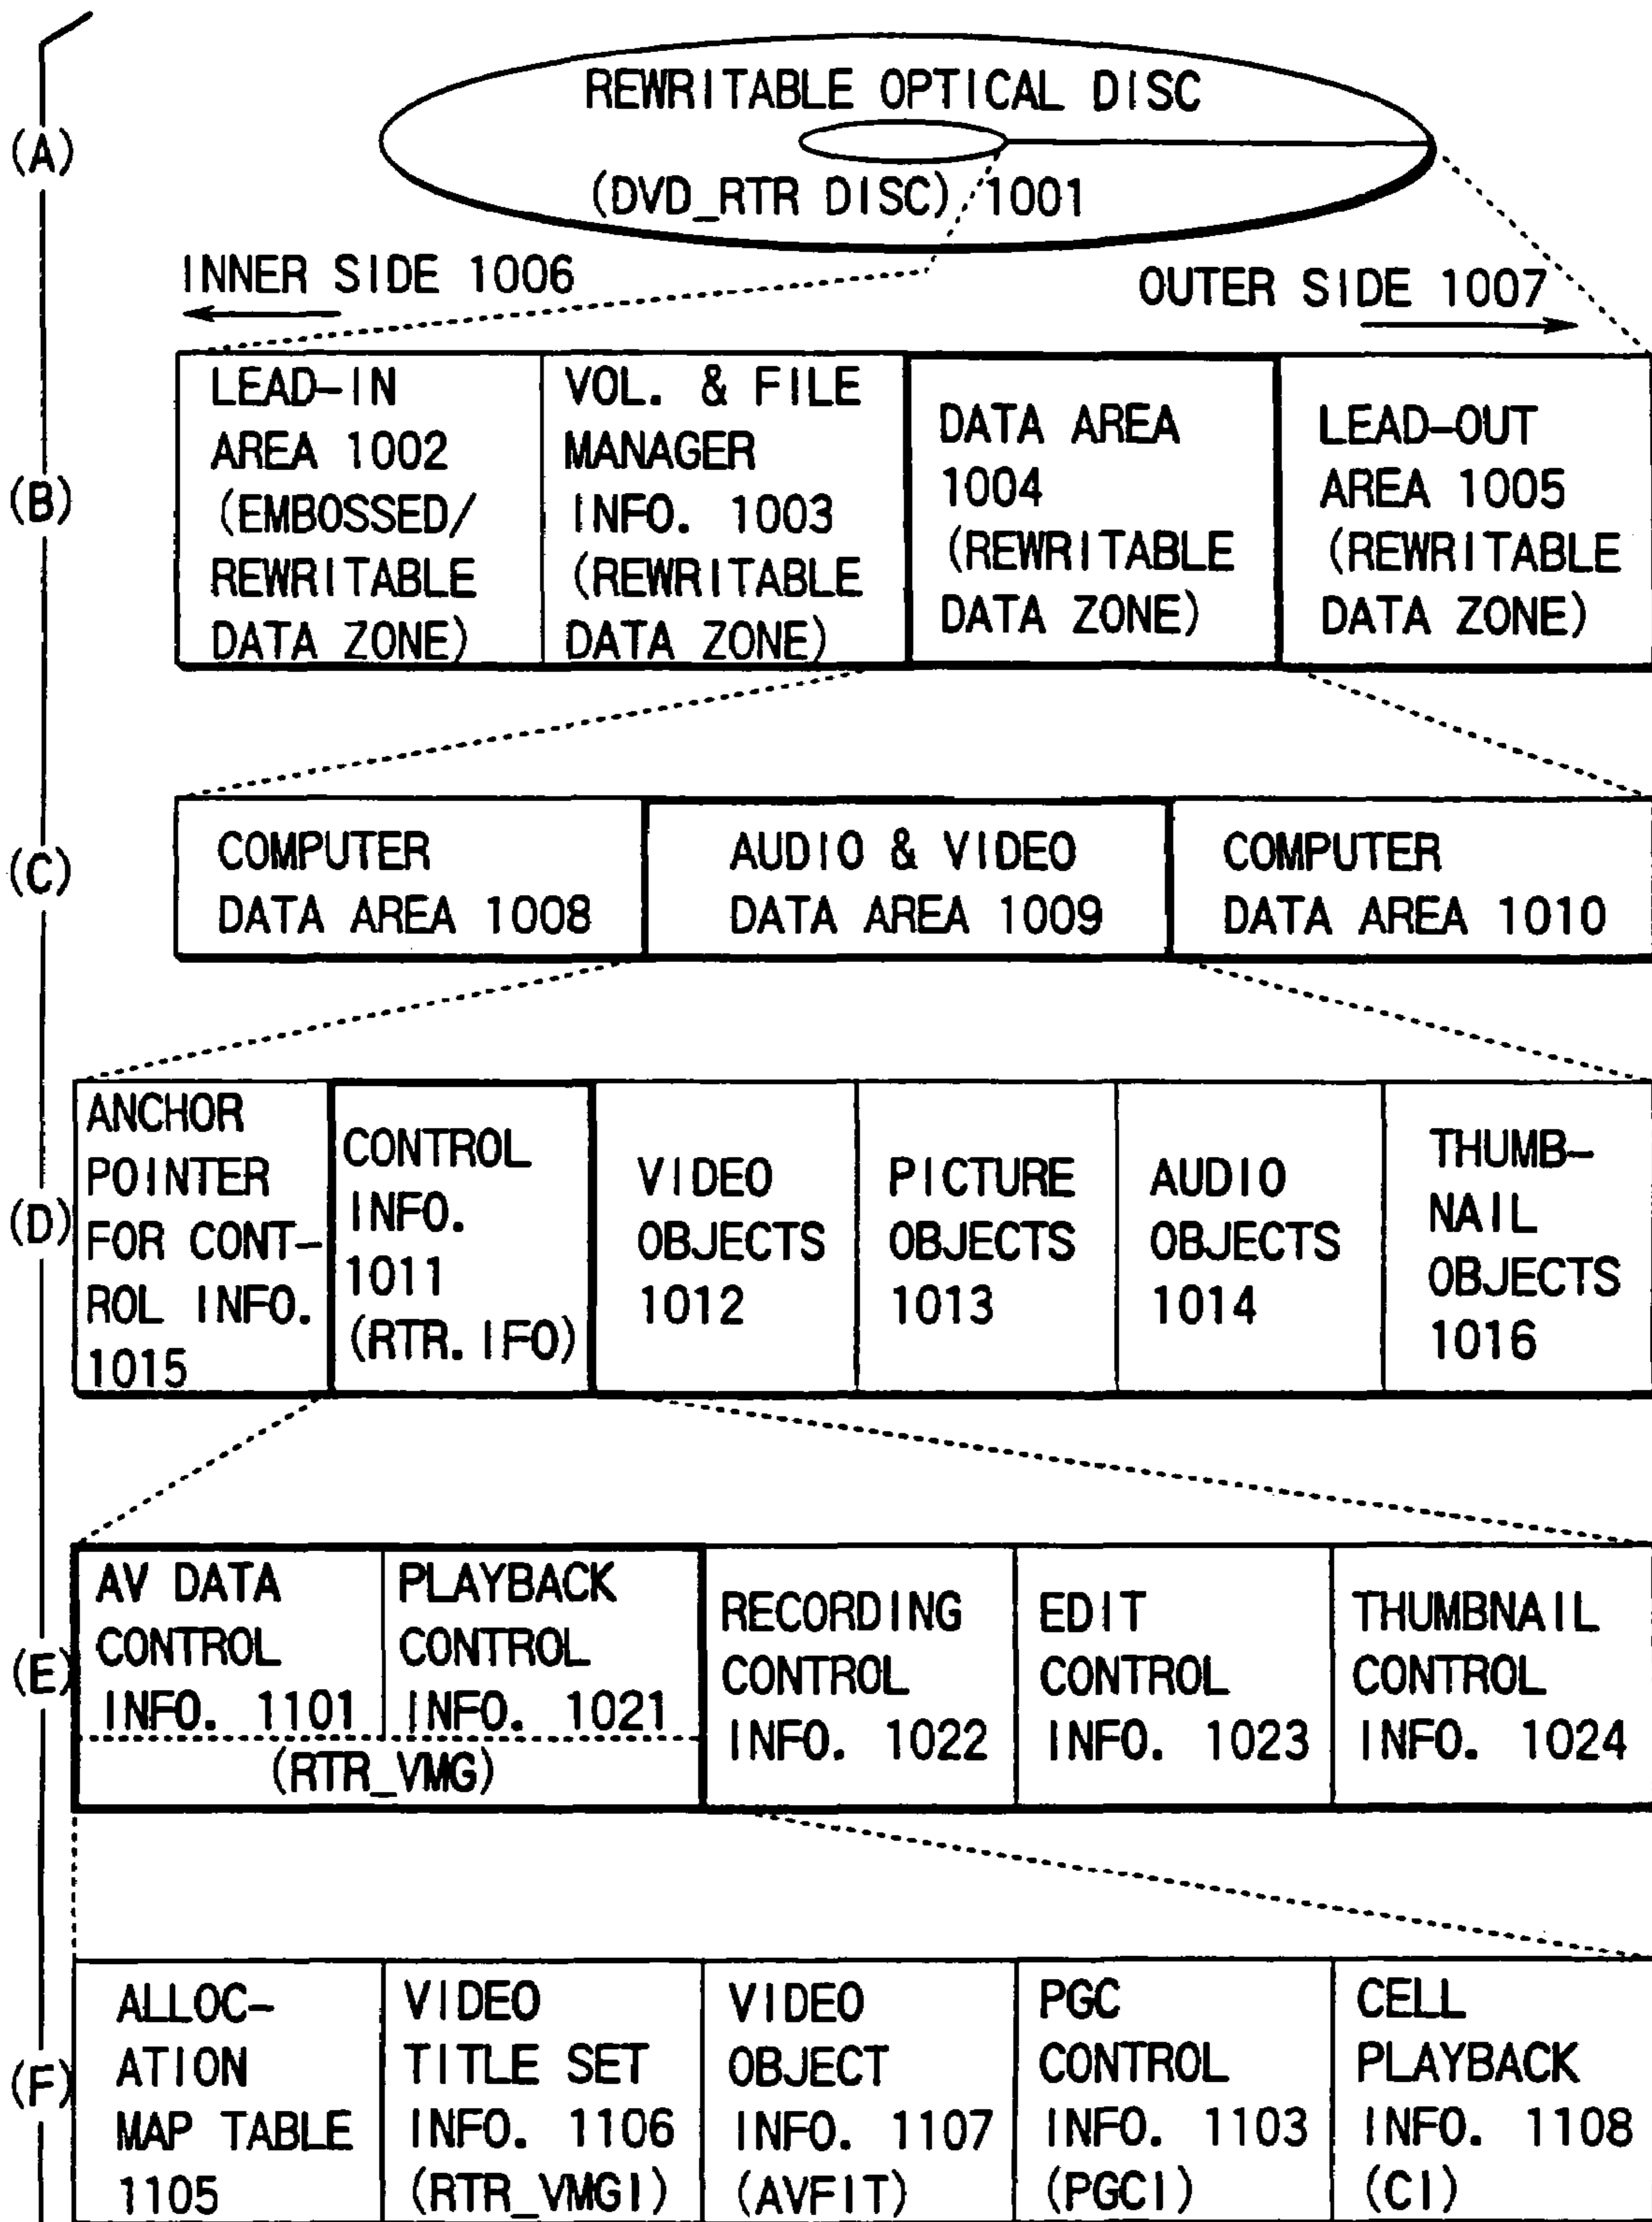 (A)
REWRITABLE OPTICAL DISC
(DVD_RTR DISC) 1001
INNER SIDE 1006
OUTER SIDE 1007
(B)
LEAD-IN
AREA 1002
(EMBOSSED/
REWRITABLE
DATA ZONE)
VOL. & FILE
MANAGER
INFO. 1003
(REWRITABLE
DATA ZONE)
DATA AREA
1004
(REWRITABLE
DATA ZONE)
LEAD-OUT
AREA 1005
(REWRITABLE
DATA ZONE)
(C)
COMPUTER
DATA AREA 1008
AUDIO & VIDEO
DATA AREA 1009
COMPUTER
DATA AREA 1010
(D)
ANCHOR
POINTER
FOR CONT-
ROL INFO.
1015
CONTROL
INFO.
1011
(RTR.IFO)
VIDEO
OBJECTS
1012
PICTURE
OBJECTS
1013
AUDIO
OBJECTS
1014
THUMB-
NAIL
OBJECTS
1016
(E)
AV DATA
CONTROL
INFO. 1101
PLAYBACK
CONTROL
INFO. 1021
(RTR_VMG)
RECORDING
CONTROL
INFO. 1022
EDIT
CONTROL
INFO. 1023
THUMBNAIL
CONTROL
INFO. 1024
(F)
ALLOC-
ATION
MAP TABLE
1105
VIDEO
TITLE SET
INFO. 1106
(RTR_VMGI)
VIDEO
OBJECT
INFO. 1107
(AVFIT)
PGC
CONTROL
INFO. 1103
(PGCI)
CELL
PLAYBACK
INFO. 1108
(CI)